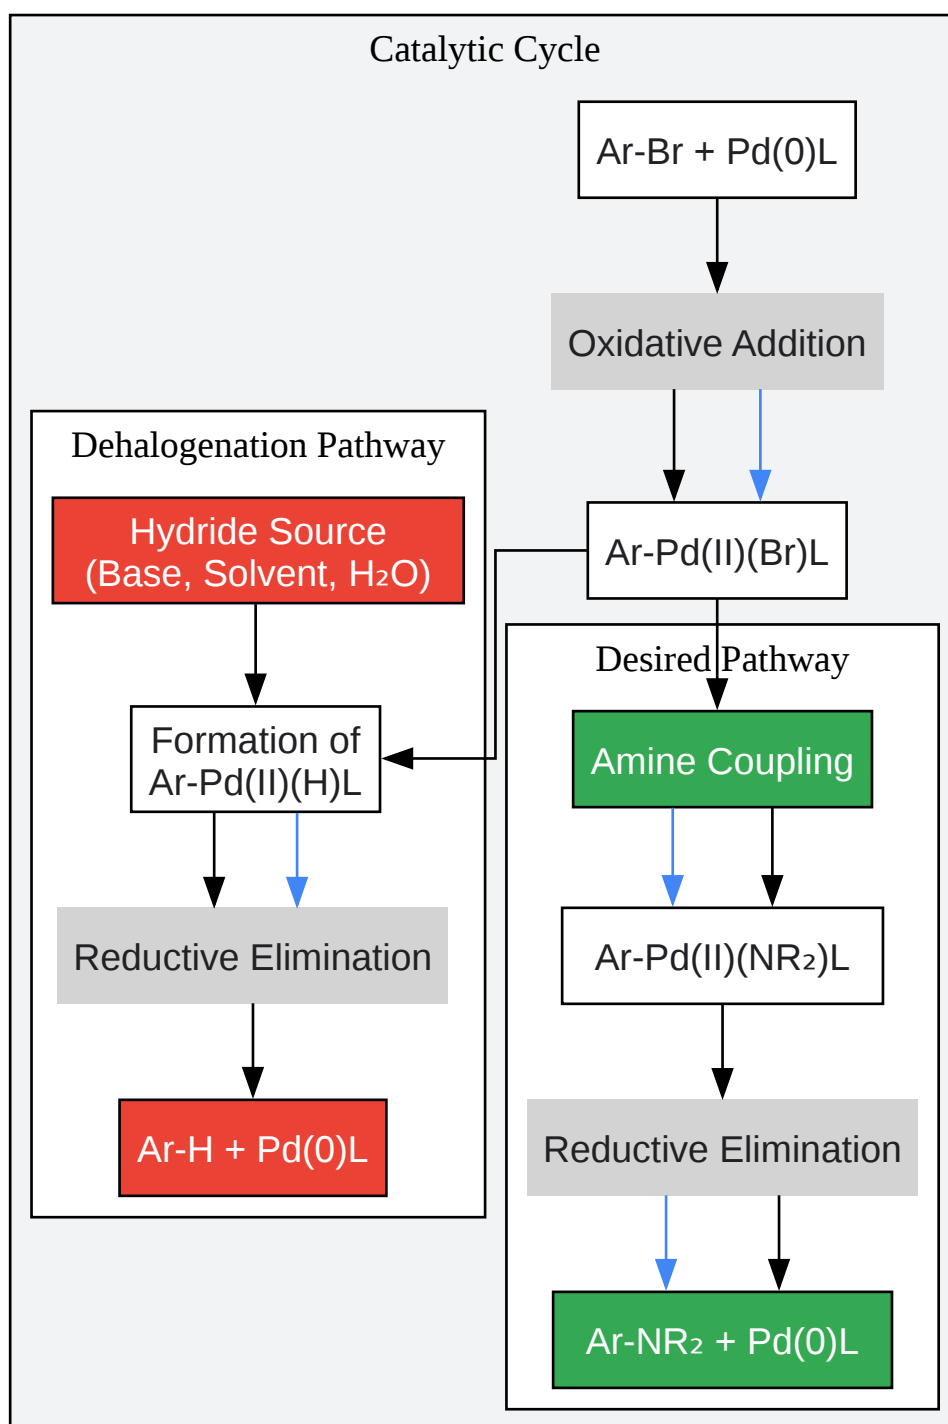 Catalytic Cycle
Ar-Br + Pd(0)L
Oxidative Addition
Ar-Pd(II)(Br)L
Dehalogenation Pathway
Hydride Source
(Base, Solvent, H₂O)
Formation of
Ar-Pd(II)(H)L
Reductive Elimination
Ar-H + Pd(0)L
Desired Pathway
Amine Coupling
Ar-Pd(II)(NR₂)L
Reductive Elimination
Ar-NR₂ + Pd(0)L